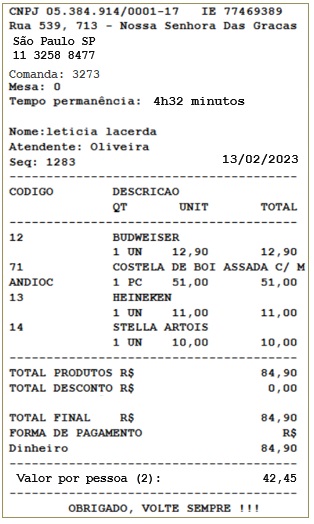 CNPJ 05.384.914/0001-17 IE 77469389
Rua 539, 713 - Nossa Senhora Das Gracas
São Paulo SP
11 3258 8477
Comanda: 3273
Mesa: 0
Tempo permanência: 4h32 minutos
Nome:leticia lacerda
Atendente: Oliveira
Seq: 1283 13/02/2023
CODIGO DESCRICAO
QT UNIT TOTAL
12 BUDWEISER
1 UN 12,90 12,90
71 COSTELA DE BOI ASSADA C/ M
ANDIOC 1 PC 51,00 51,00
13 HEINEKEN
1 UN 11,00 11,00
14 STELLA ARTOIS
1 UN 10,00 10,00
TOTAL PRODUTOS R$ 84,90
TOTAL DESCONTO R$ 0,00
TOTAL FINAL R$ 84,90
FORMA DE PAGAMENTO R$
Dinheiro 84,90
Valor por pessoa (2): 42,45
OBRIGADO, VOLTE SEMPRE !!!